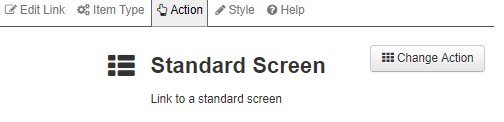 Edit Link Item Type Action Style Help
Standard Screen
Change Action
Link to a standard screen